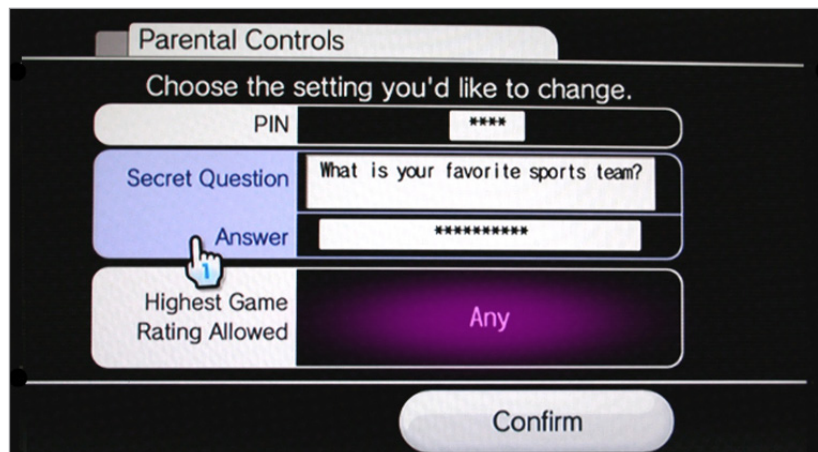 Parental Controls
Choose the setting you'd like to change.
PIN
****
Secret Question
What is your favorite sports team?
Answer
**********
1
Highest Game
Rating Allowed
Any
Confirm